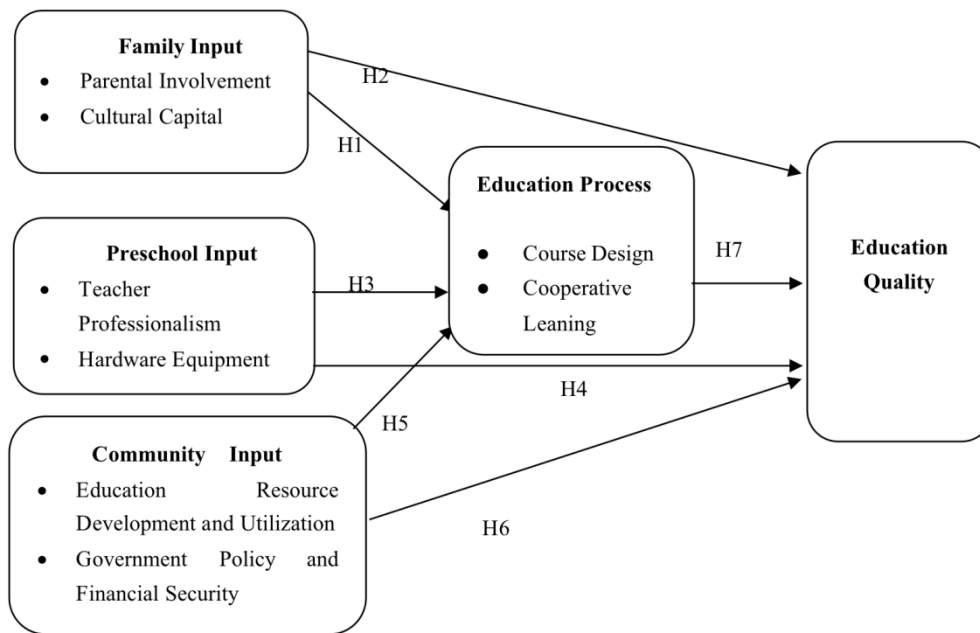 Family Input
• Parental Involvement
• Cultural Capital
H2
H1
Education Process
• Course Design
• Cooperative
Leaning
Preschool Input
• Teacher
Professionalism
• Hardware Equipment
H3
H7
Education
Quality
H4
H5
Community Input
• Education Resource
Development and Utilization
• Government Policy and
Financial Security
H6